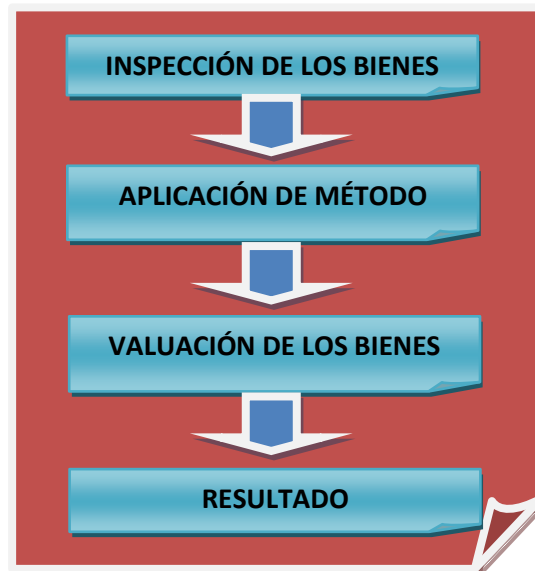 INSPECCIÓN DE LOS BIENES
APLICACIÓN DE MÉTODO
VALUACIÓN DE LOS BIENES
RESULTADO